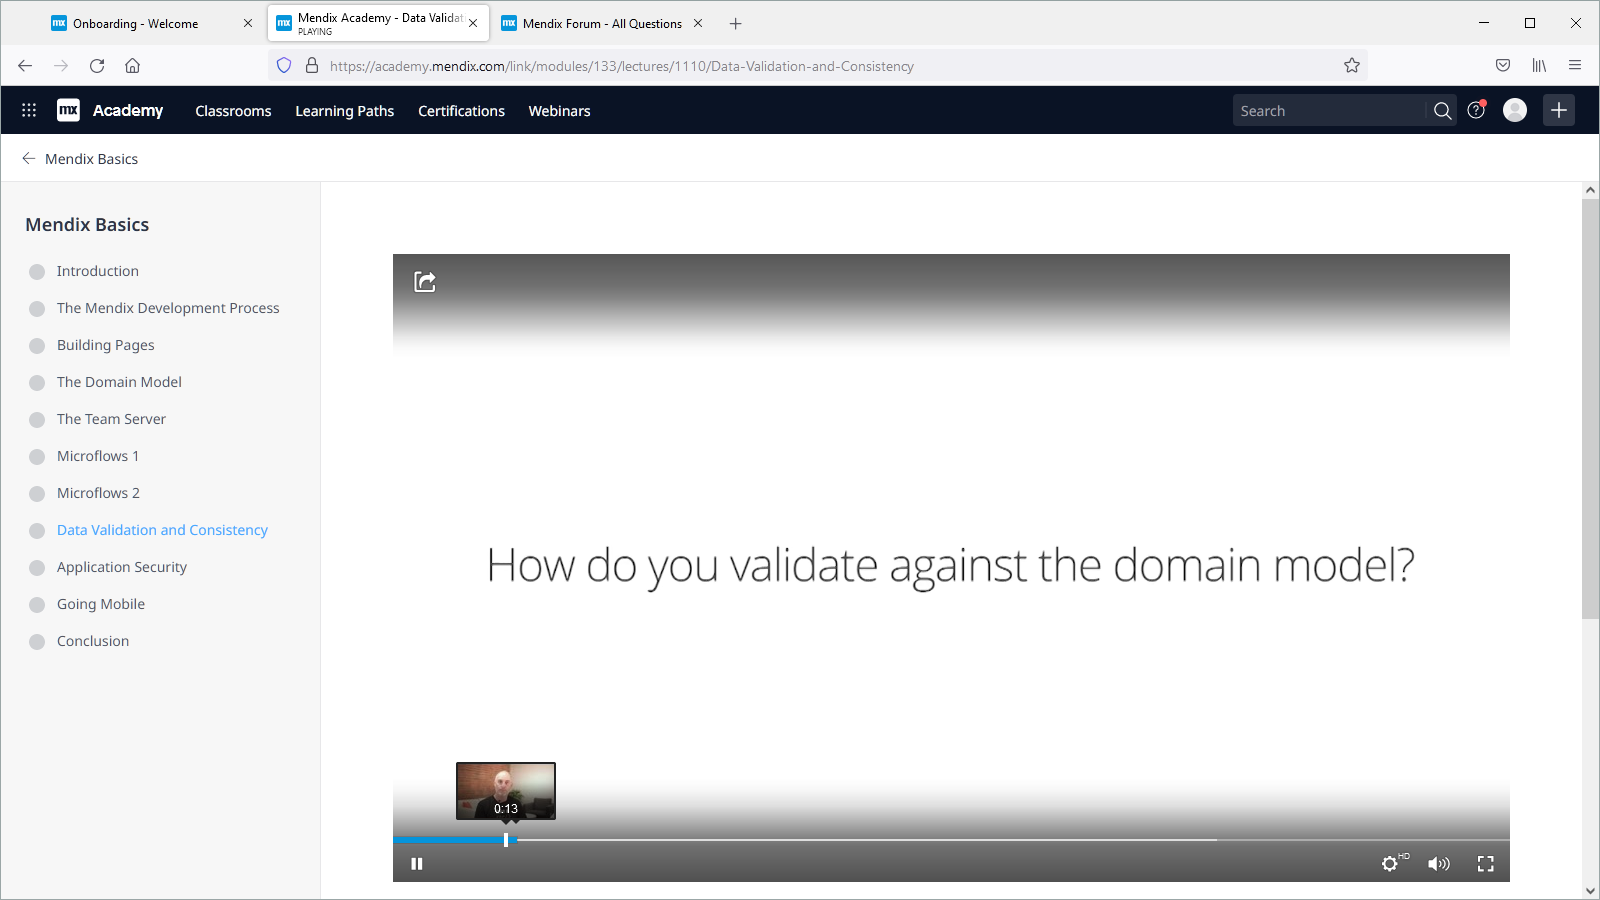 Onboarding - Welcome
Mendix Academy - Data Validat
PLAYING
Mendix Forum - All Questions
https://academy.mendix.com/link/modules/133/lectures/1110/Data-Validation-and-Consistency
mx Academy
Classrooms
Learning Paths
Certifications
Webinars
Search
Mendix Basics
Mendix Basics
Introduction
The Mendix Development Process
Building Pages
The Domain Model
The Team Server
Microflows 1
Microflows 2
Data Validation and Consistency
Application Security
Going Mobile
Conclusion
How do you validate against the domain model?
0:13
HD